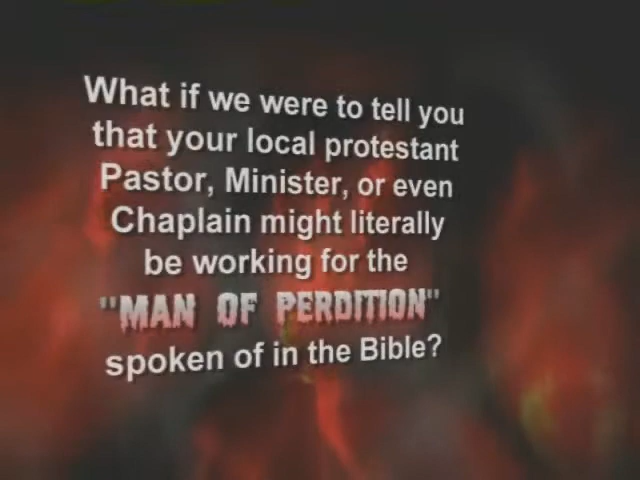 What if we were to tell you
that your local protestant
Pastor, Minister, or even
Chaplain might literally
be working for the
"MAN OF PERDITION"
spoken of in the Bible?